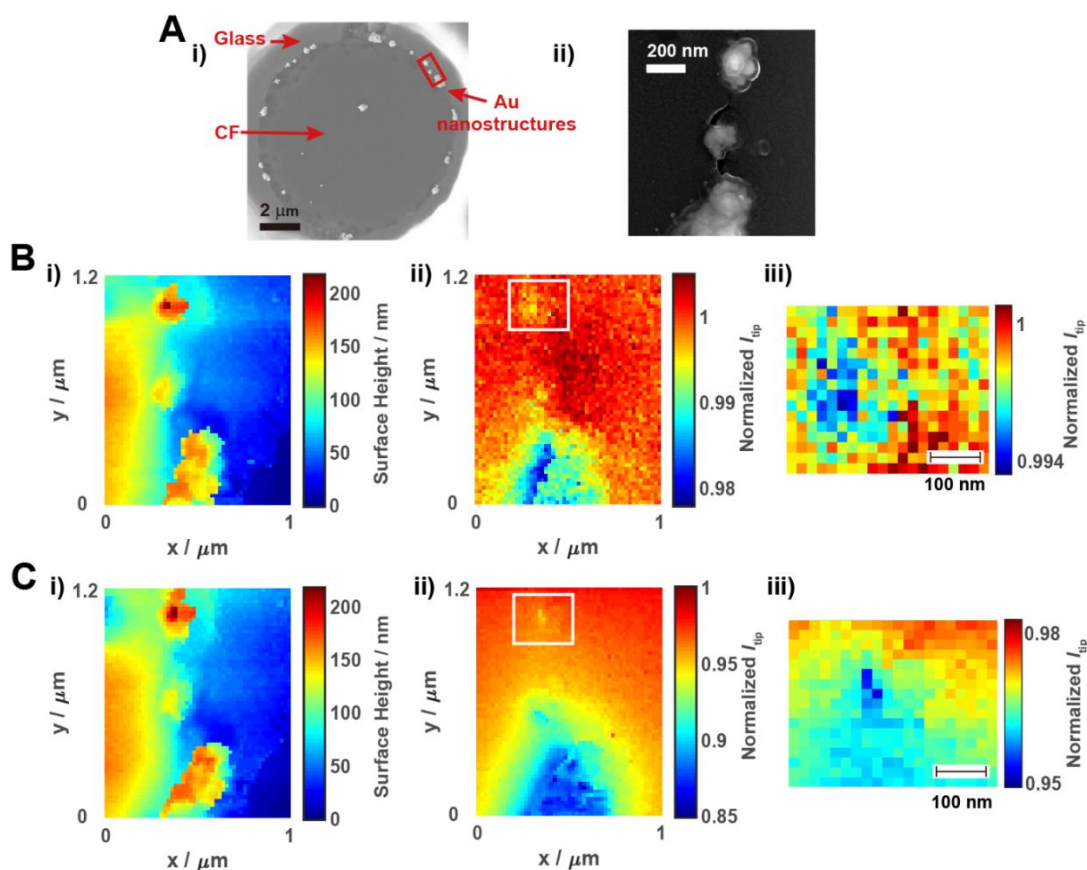 A
i)
Glass
CF
Au
nanostructures
2 μm
ii)
200 nm
B
i)
1.2
y / μm
0
0
1
x / μm
200
150
100
50
0
Surface Height / nm
ii)
1.2
y / μm
0
0
1
x / μm
1
0.99
0.98
Normalized Itip
iii)
1
0.994
Normalized Itip
100 nm
C
i)
1.2
y / μm
0
0
1
x / μm
200
150
100
50
0
Surface Height / nm
ii)
1.2
y / μm
0
0
1
x / μm
1
0.95
0.9
0.85
Normalized Itip
iii)
0.98
0.95
Normalized Itip
100 nm